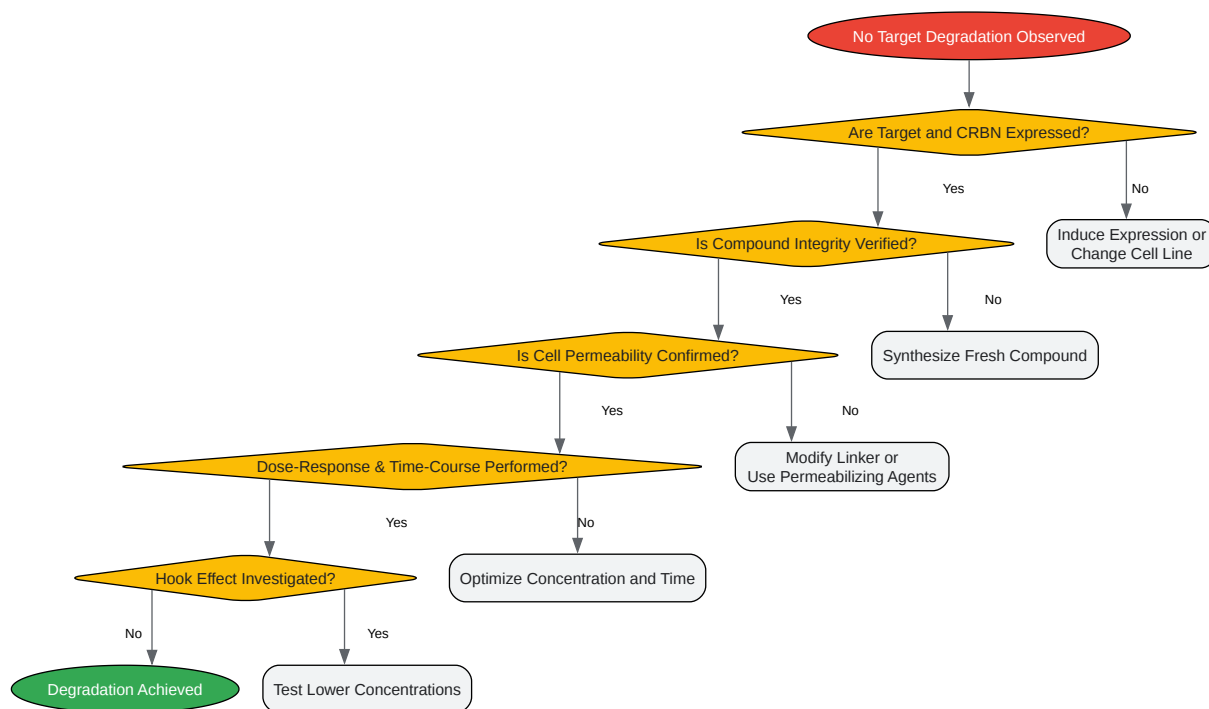 No Target Degradation Observed
Are Target and CRBN Expressed?
Yes
No
Is Compound Integrity Verified?
Induce Expression or
Change Cell Line
Yes
No
Is Cell Permeability Confirmed?
Synthesize Fresh Compound
Yes
No
Dose-Response & Time-Course Performed?
Modify Linker or
Use Permeabilizing Agents
Yes
No
Hook Effect Investigated?
Optimize Concentration and Time
No
Yes
Degradation Achieved
Test Lower Concentrations